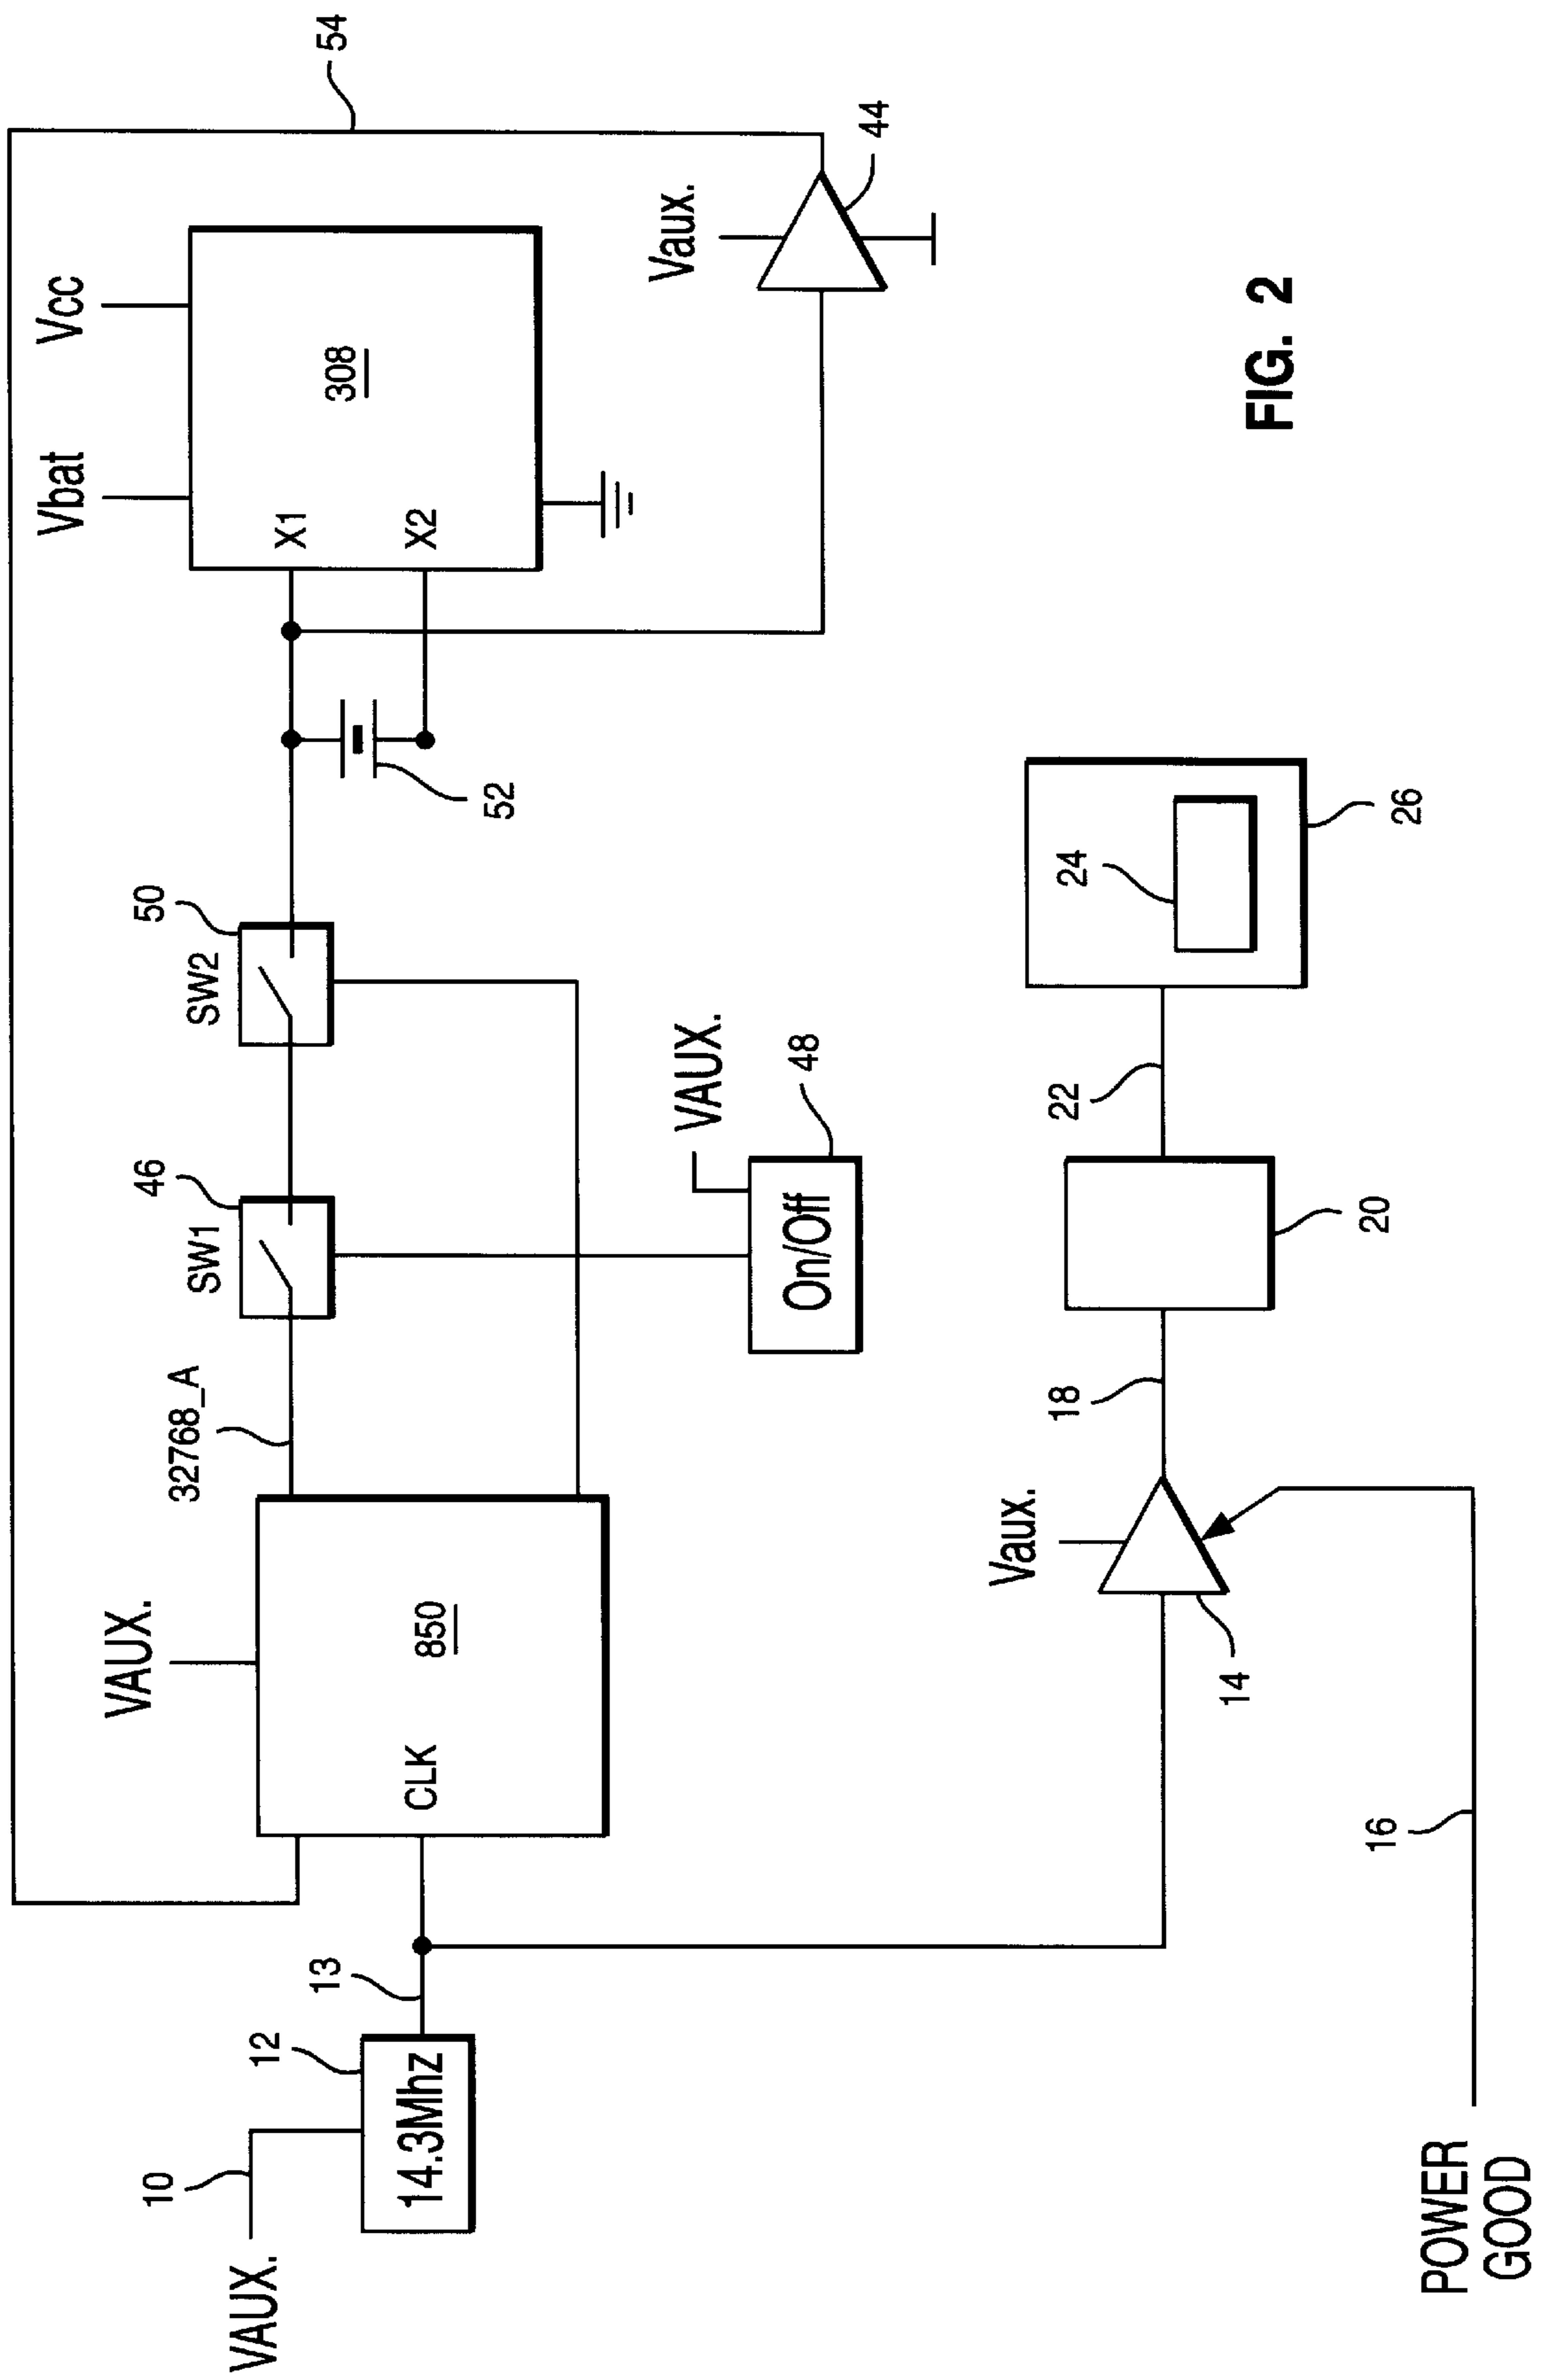 54
Vcc
Vbat
308
X1
X2
Vaux.
44
52
50
SW2
46
SW1
32768_A
VAUX.
48
On/Off
VAUX.
850
CLK
13
12
14.3Mhz
10
VAUX.
Vaux.
14
18
20
22
24
26
16
POWER
GOOD
FIG. 2